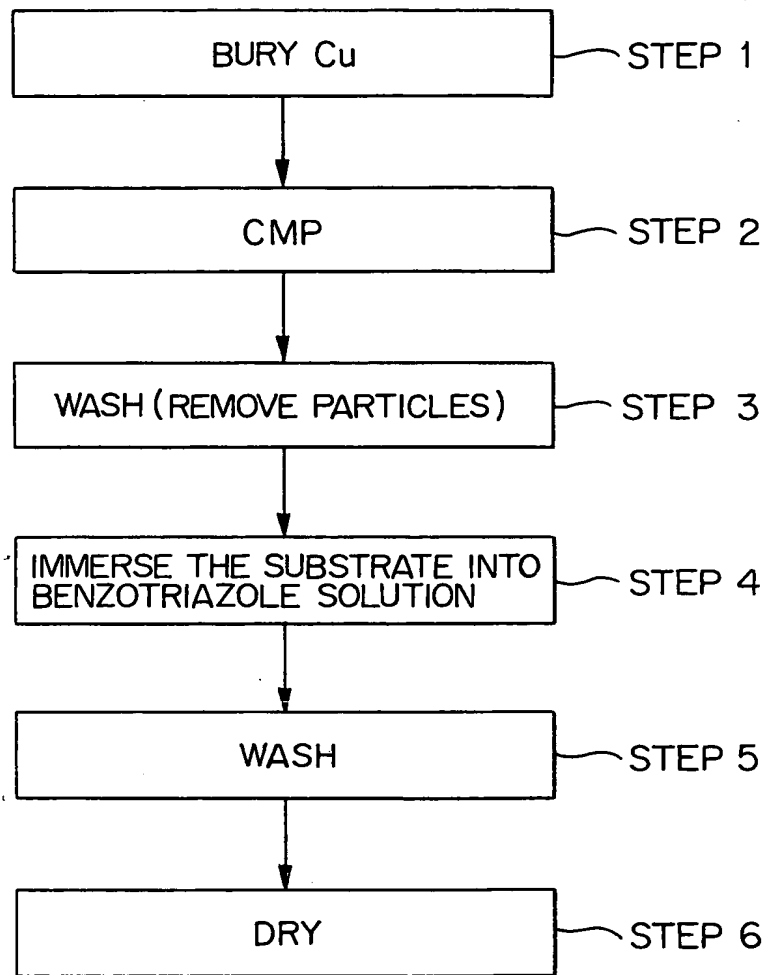 BURY Cu
STEP 1
CMP
STEP 2
WASH (REMOVE PARTICLES)
STEP 3
IMMERSE THE SUBSTRATE INTO
BENZOTRIAZOLE SOLUTION
STEP 4
WASH
STEP 5
DRY
STEP 6